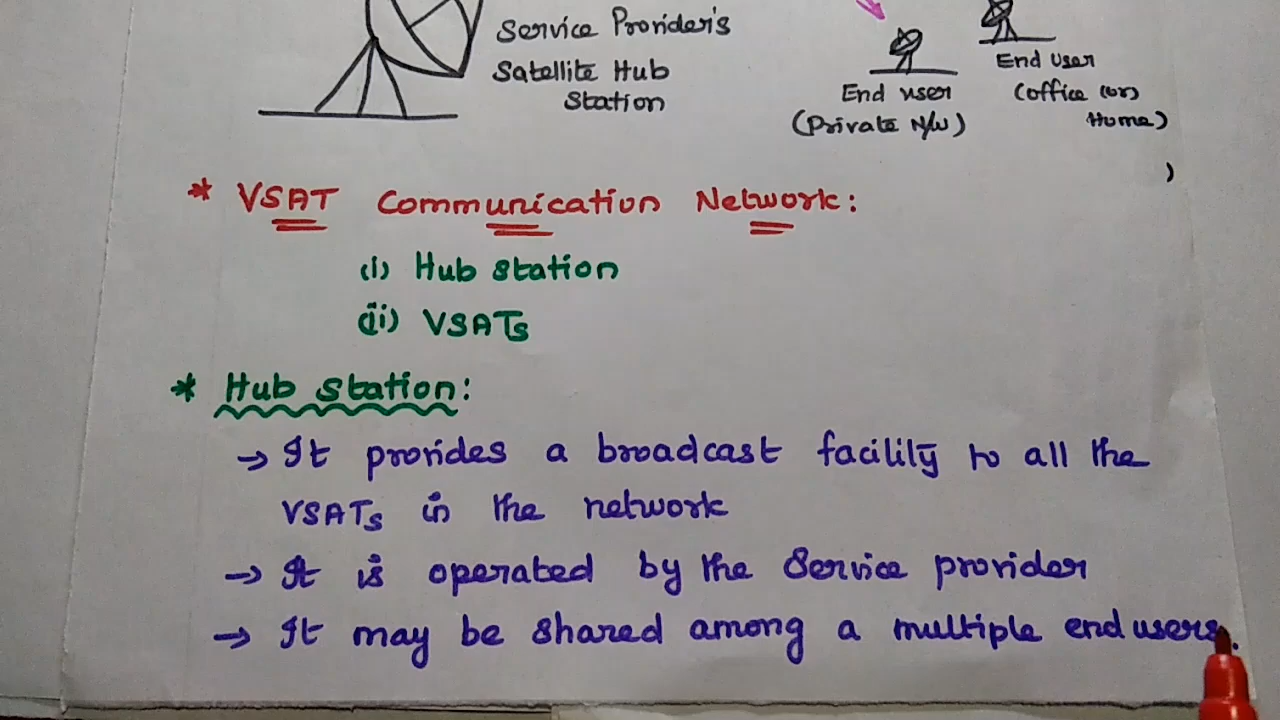 Service Provider's
Satellite Hub
Station
End user
(Private N/W)
End User
(office (or)
Home)
* VSAT Communication Network:
(i) Hub station
(ii) VSATs
* Hub station:
→ It provides a broadcast facility to all the
VSATs in the network
→ It is operated by the Service provider
→ It may be shared among a multiple end users.